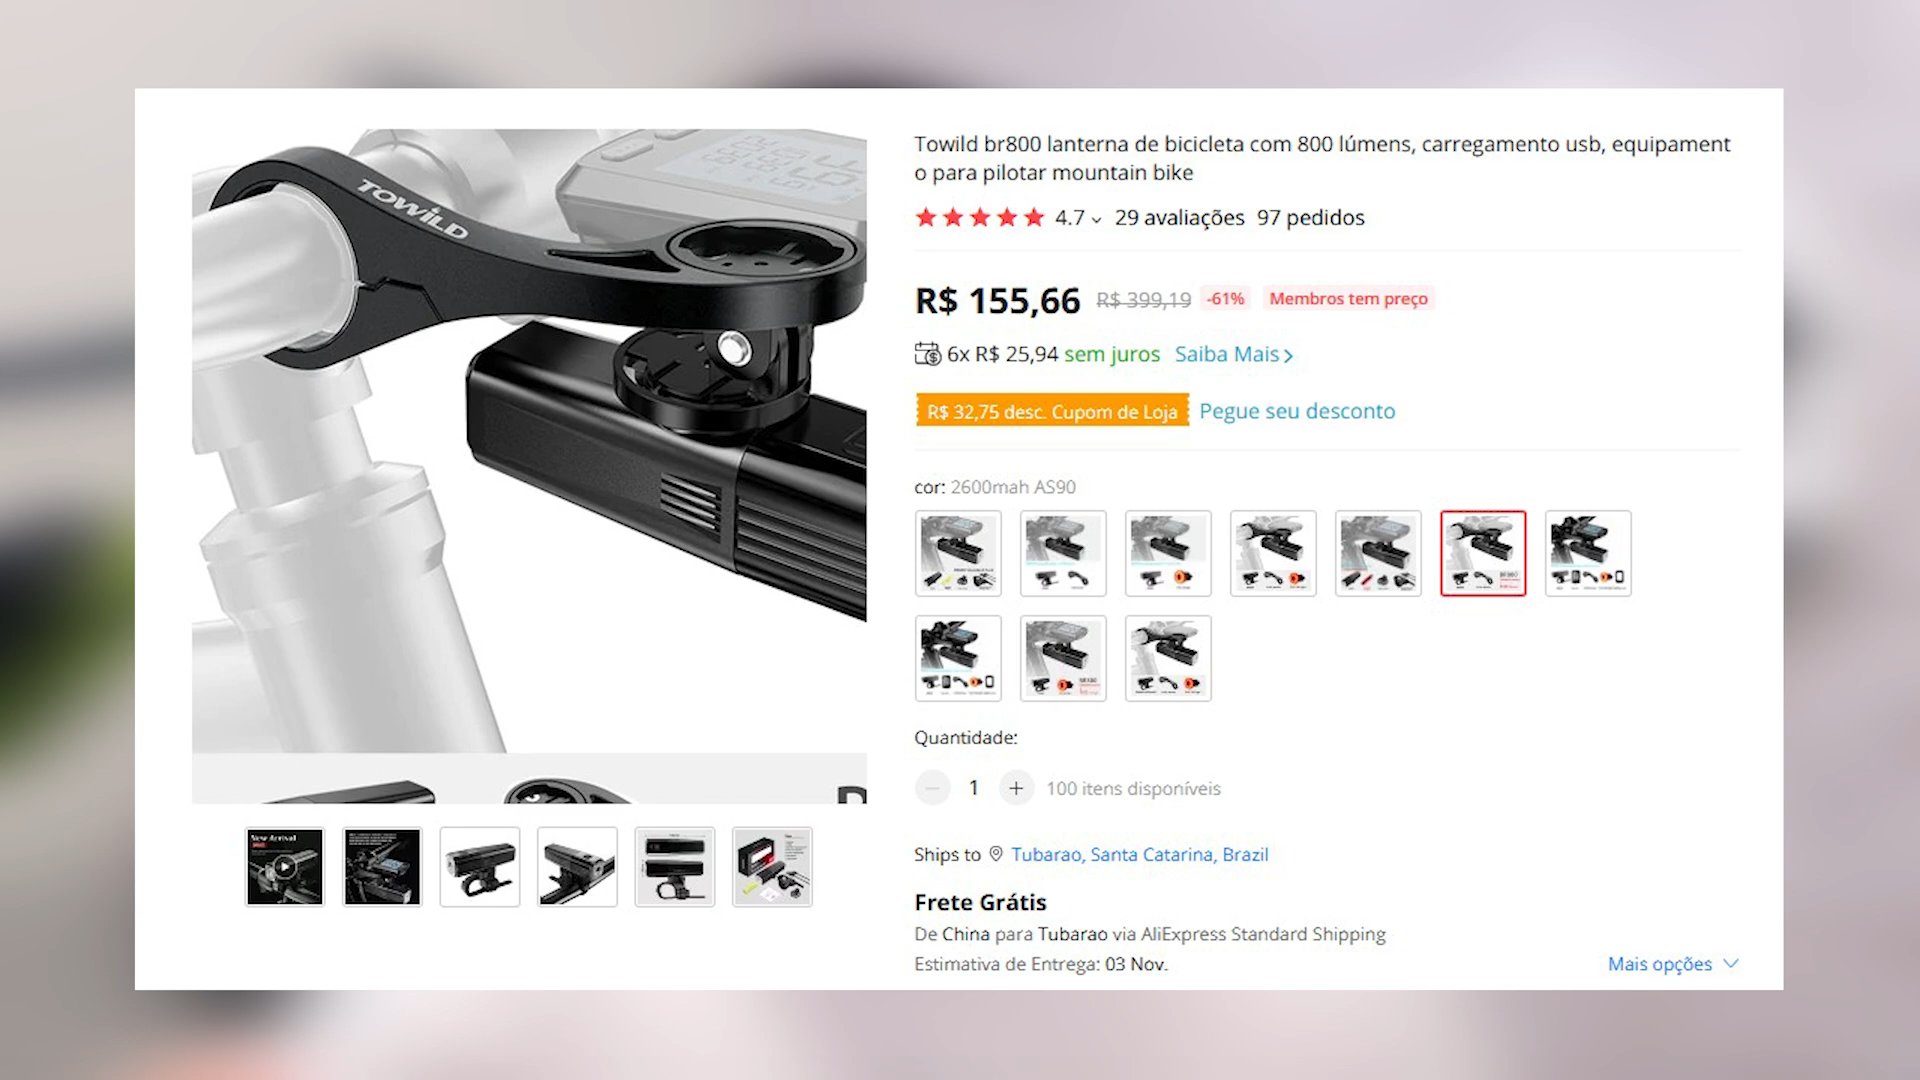 TOWILD
Towild br800 lanterna de bicicleta com 800 lúmens, carregamento usb, equipament
o para pilotar mountain bike
4.7 29 avaliações 97 pedidos
R$ 155,66 R$ 399,19 -61% Membros tem preço
6x R$ 25,94 sem juros Saiba Mais
R$ 32,75 desc. Cupom de Loja Pegue seu desconto
cor: 2600mah AS90
Quantidade:
1 100 itens disponíveis
New Arrival
Ships to Tubarao, Santa Catarina, Brazil
Frete Grátis
De China para Tubarao via AliExpress Standard Shipping
Estimativa de Entrega: 03 Nov.
Mais opções